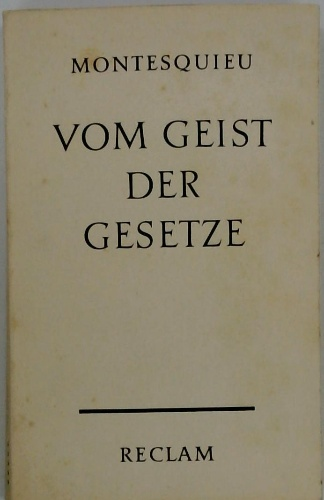 MONTESQUIEU
VOM GEIST
DER
GESETZE
RECLAM